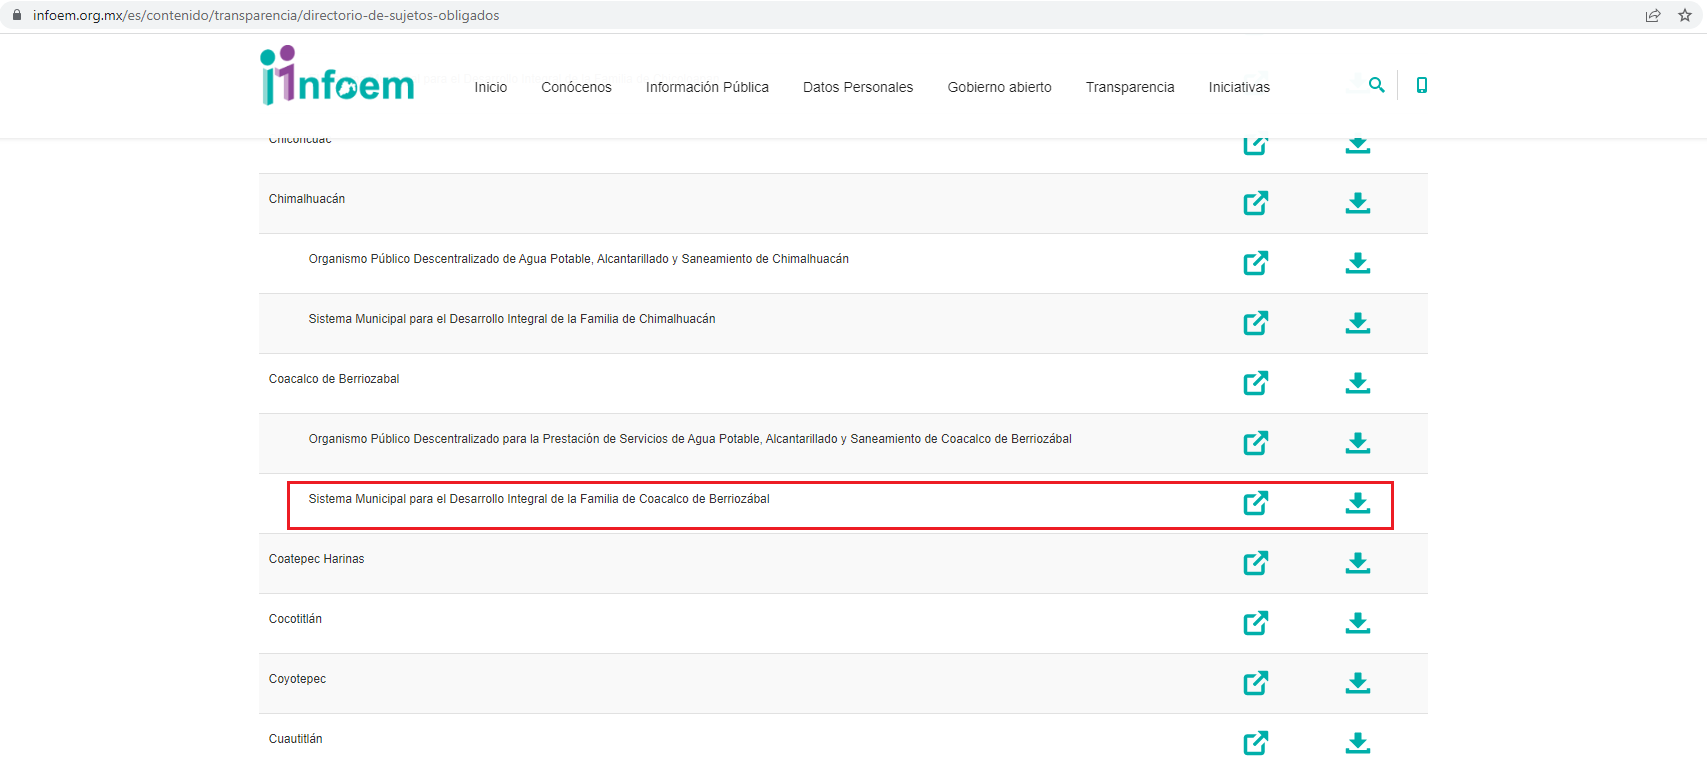 infoem.org.mx/es/contenido/transparencia/directorio-de-sujetos-obligados
infoem
Inicio Conócenos Información Pública Datos Personales Gobierno abierto Transparencia Iniciativas
Chiconcuac
Chimalhuacán
Organismo Público Descentralizado de Agua Potable, Alcantarillado y Saneamiento de Chimalhuacán
Sistema Municipal para el Desarrollo Integral de la Familia de Chimalhuacán
Coacalco de Berriozabal
Organismo Público Descentralizado para la Prestación de Servicios de Agua Potable, Alcantarillado y Saneamiento de Coacalco de Berriozábal
Sistema Municipal para el Desarrollo Integral de la Familia de Coacalco de Berriozábal
Coatepec Harinas
Cocotitlán
Coyotepec
Cuautitlán